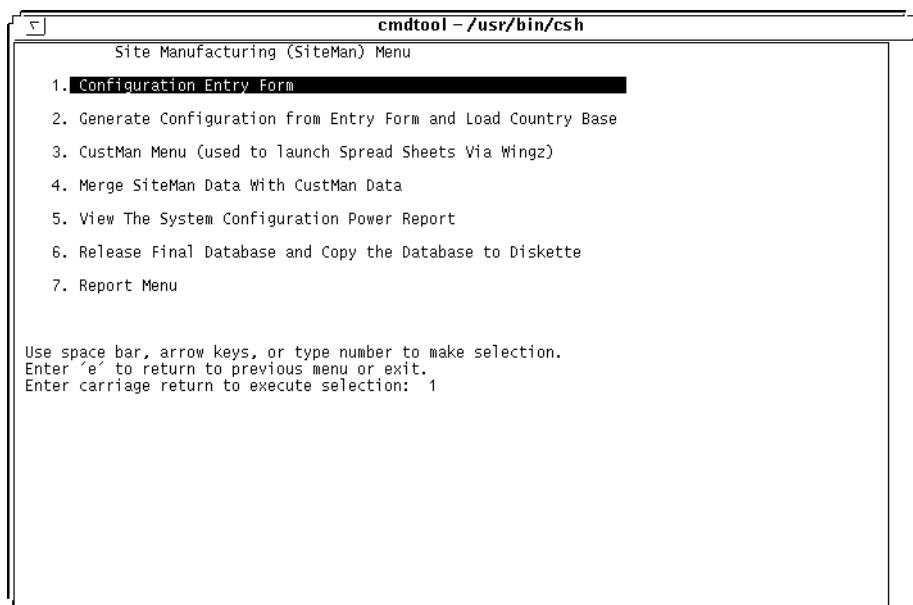 cmdtool – /usr/bin/csh
Site Manufacturing (SiteMan) Menu
1. Configuration Entry Form
2. Generate Configuration from Entry Form and Load Country Base
3. CustMan Menu (used to launch Spread Sheets Via Wingz)
4. Merge SiteMan Data With CustMan Data
5. View The System Configuration Power Report
6. Release Final Database and Copy the Database to Diskette
7. Report Menu
Use space bar, arrow keys, or type number to make selection.
Enter ´e´ to return to previous menu or exit.
Enter carriage return to execute selection: 1